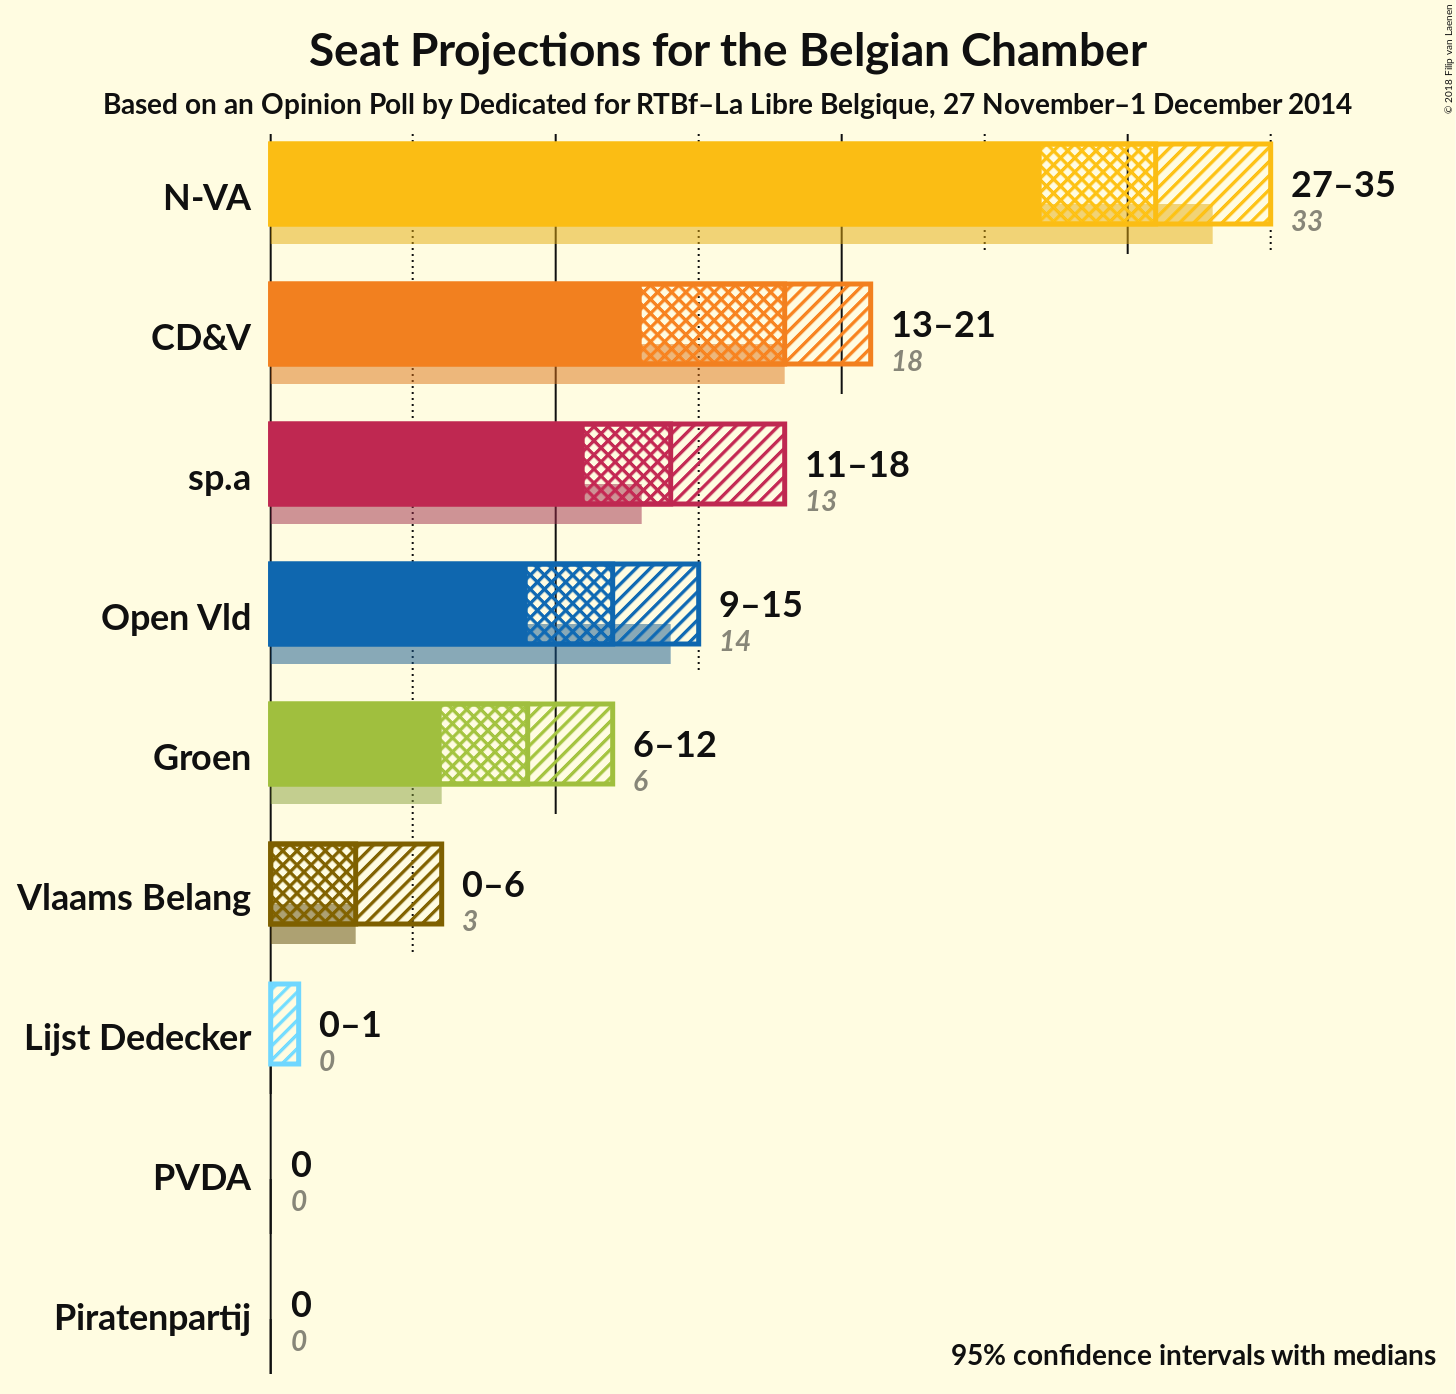 Seat Projections for the Belgian Chamber
Based on an Opinion Poll by Dedicated for RTBf–La Libre Belgique, 27 November–1 December 2014
© 2018 Filip van Laenen
N-VA
27–35
33
CD&V
13–21
18
sp.a
11–18
13
Open Vld
9–15
14
Groen
6–12
6
Vlaams Belang
0–6
3
Lijst Dedecker
0–1
0
PVDA
0
0
Piratenpartij
0
0
95% confidence intervals with medians